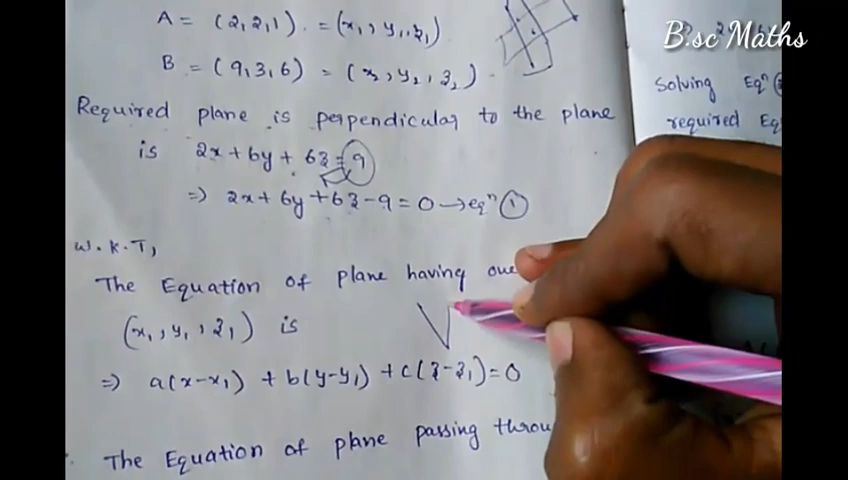 A = (2,2,1) = (x₁, y₁, z₁)
B.sc Maths
B = (9,3,6) = (x₂, y₂, z₂)
Solving Eqⁿ
Required plane is perpendicular to the plane
required Eq
is 2x+6y+6z=9
=> 2x+6y+6z-9=0 → eqⁿ ①
W.K.T,
The Equation of plane having one
(x₁, y₁, z₁) is
=> a(x-x₁) + b(y-y₁) + c(z-z₁)=0
The Equation of plane passing throu